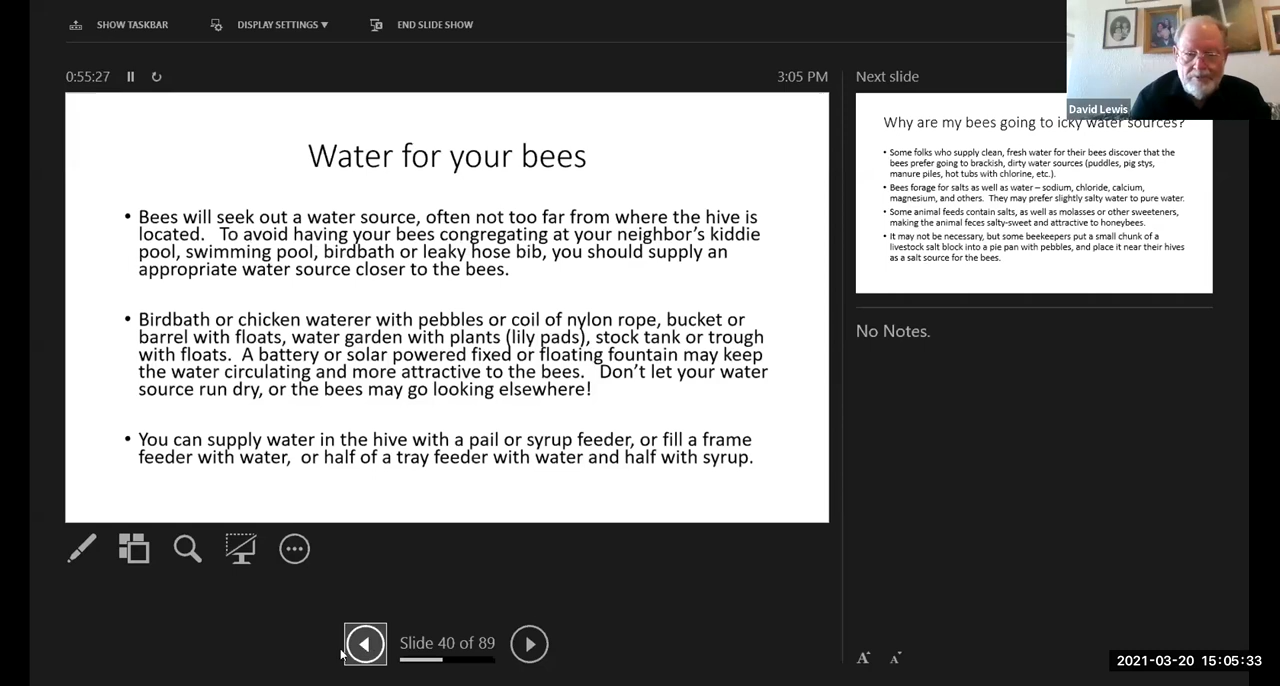 SHOW TASKBAR
DISPLAY SETTINGS ▼
END SLIDE SHOW
0:55:27
3:05 PM
Water for your bees
• Bees will seek out a water source, often not too far from where the hive is
located.   To avoid having your bees congregating at your neighbor's kiddie
pool, swimming pool, birdbath or leaky hose bib, you should supply an
appropriate water source closer to the bees.
• Birdbath or chicken waterer with pebbles or coil of nylon rope, bucket or
barrel with floats, water garden with plants (lily pads), stock tank or trough
with floats.  A battery or solar powered fixed or floating fountain may keep
the water circulating and more attractive to the bees.   Don't let your water
source run dry, or the bees may go looking elsewhere!
• You can supply water in the hive with a pail or syrup feeder, or fill a frame
feeder with water,  or half of a tray feeder with water and half with syrup.
Slide 40 of 89
Next slide
David Lewis
Why are my bees going to icky water sources?
• Some folks who supply clean, fresh water for their bees discover that the
bees prefer going to brackish, dirty water sources (puddles, pig stys,
manure piles, hot tubs with chlorine, etc.).
• Bees forage for salts as well as water – sodium, chloride, calcium,
magnesium, and others.  They may prefer slightly salty water to pure water.
• Some animal feeds contain salts, as well as molasses or other sweeteners,
making the animal feces salty-sweet and attractive to honeybees.
• It may not be necessary, but some beekeepers put a small chunk of a
livestock salt block into a pie pan with pebbles, and place it near their hives
as a salt source for the bees.
No Notes.
A A
2021-03-20 15:05:33